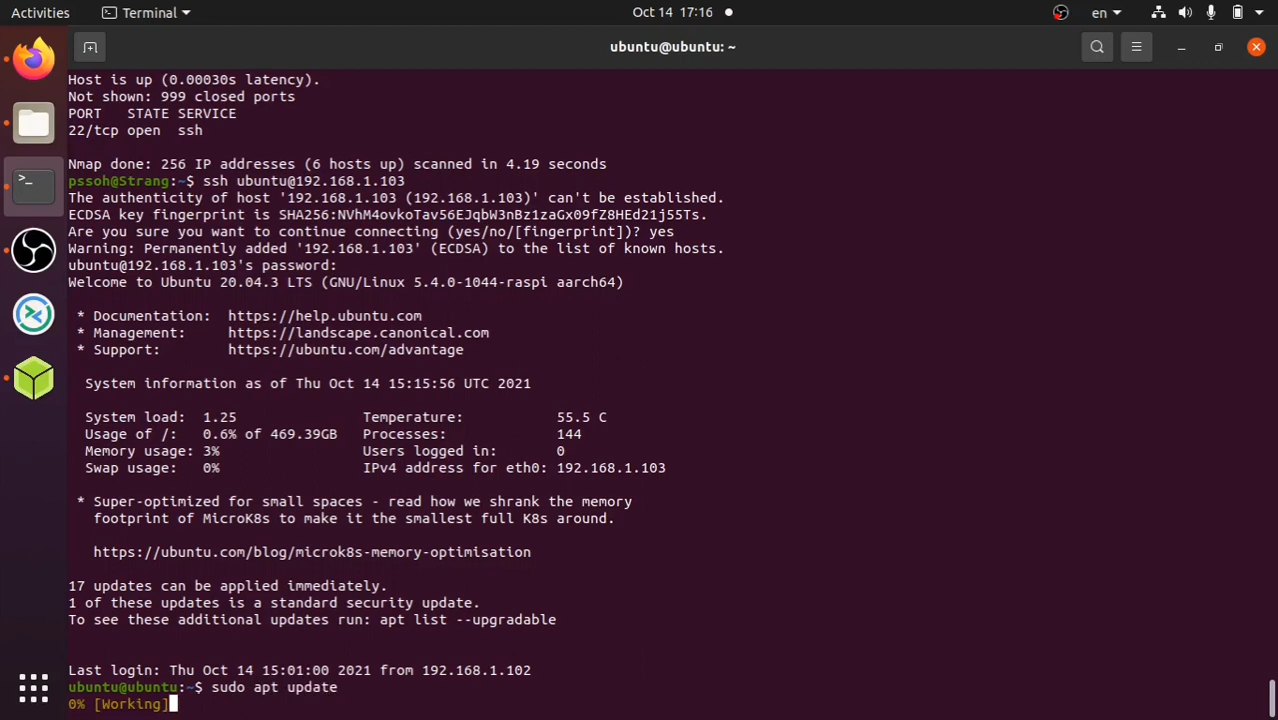 Activities
Terminal
Oct 14 17:16
en
ubuntu@ubuntu: ~
Host is up (0.00030s latency).
Not shown: 999 closed ports
PORT   STATE SERVICE
22/tcp open  ssh
Nmap done: 256 IP addresses (6 hosts up) scanned in 4.19 seconds
pssoh@Strang:~$ ssh ubuntu@192.168.1.103
The authenticity of host '192.168.1.103 (192.168.1.103)' can't be established.
ECDSA key fingerprint is SHA256:NVhM4ovkoTav56EJqbW3nBz1zaGx09fZ8HEd21j55Ts.
Are you sure you want to continue connecting (yes/no/[fingerprint])? yes
Warning: Permanently added '192.168.1.103' (ECDSA) to the list of known hosts.
ubuntu@192.168.1.103's password:
Welcome to Ubuntu 20.04.3 LTS (GNU/Linux 5.4.0-1044-raspi aarch64)
* Documentation:  https://help.ubuntu.com
* Management:     https://landscape.canonical.com
* Support:        https://ubuntu.com/advantage
System information as of Thu Oct 14 15:15:56 UTC 2021
System load:  1.25               Temperature:           55.5 C
Usage of /:   0.6% of 469.39GB   Processes:             144
Memory usage: 3%                 Users logged in:       0
Swap usage:   0%                 IPv4 address for eth0: 192.168.1.103
* Super-optimized for small spaces - read how we shrank the memory
footprint of MicroK8s to make it the smallest full K8s around.
https://ubuntu.com/blog/microk8s-memory-optimisation
17 updates can be applied immediately.
1 of these updates is a standard security update.
To see these additional updates run: apt list --upgradable
Last login: Thu Oct 14 15:01:00 2021 from 192.168.1.102
ubuntu@ubuntu:~$ sudo apt update
0% [Working]